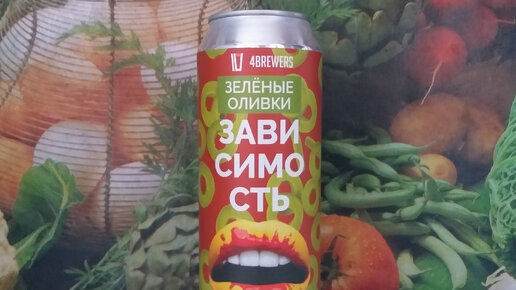 4BREWERS
ЗЕЛЁНЫЕ
ОЛИВКИ
ЗАВИ
СИМО
СТЬ